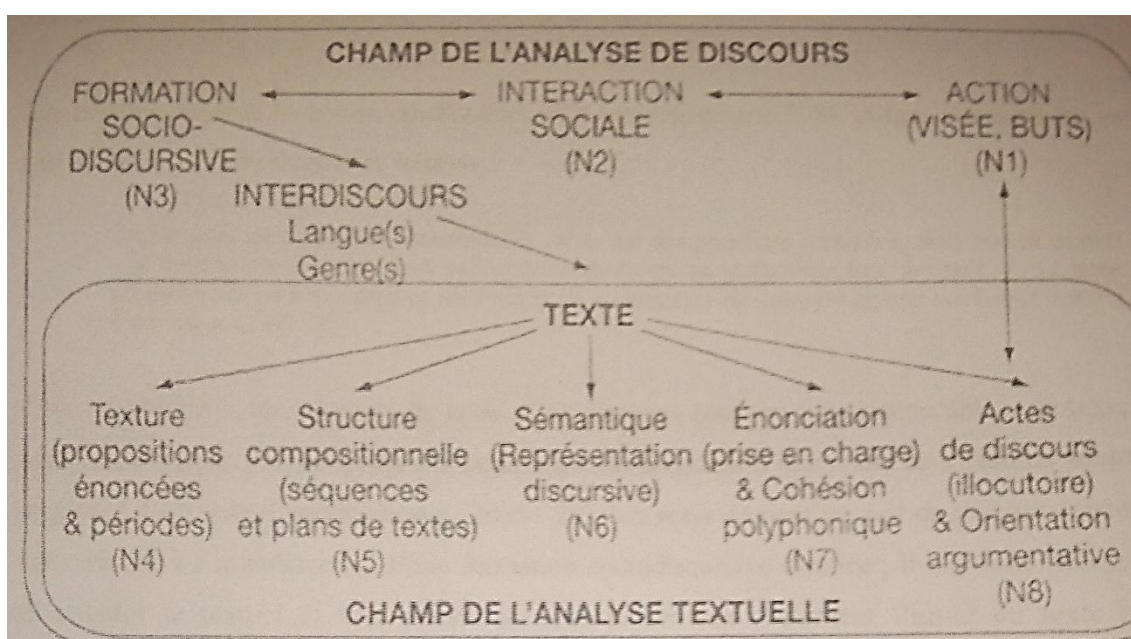 CHAMP DE L'ANALYSE DE DISCOURS
FORMATION
SOCIO-
DISCURSIVE
(N3)
INTERACTION
SOCIALE
(N2)
ACTION
(VISÉE, BUTS)
(N1)
INTERDISCOURS
Langue(s)
Genre(s)
TEXTE
Texture
(propositions
énoncées
& périodes)
(N4)
Structure
compositionnelle
(séquences
et plans de textes)
(N5)
Sémantique
(Représentation
discursive)
(N6)
Énonciation
(prise en charge)
& Cohésion
polyphonique
(N7)
Actes
de discours
(illocutoire)
& Orientation
argumentative
(N8)
CHAMP DE L'ANALYSE TEXTUELLE